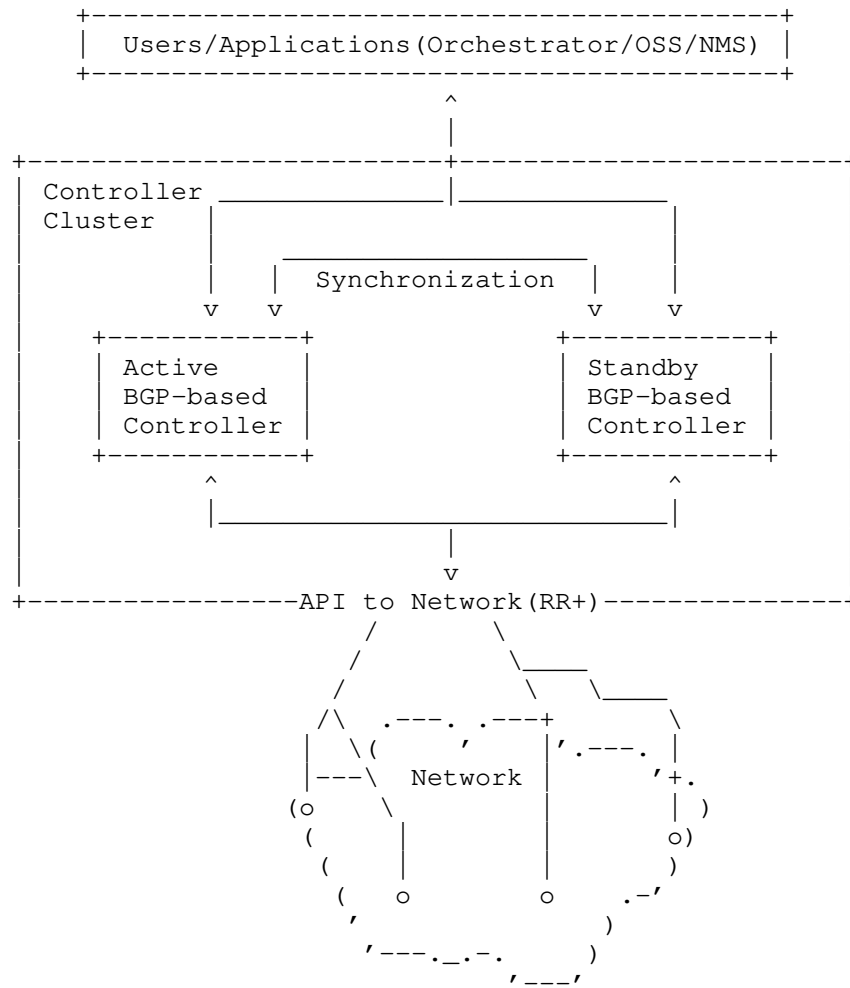 Users/Applications(Orchestrator/OSS/NMS)
Controller
Cluster
Synchronization
v v v v
Active Standby
BGP-based BGP-based
Controller Controller
v
API to Network(RR+)
Network
o
o
o o